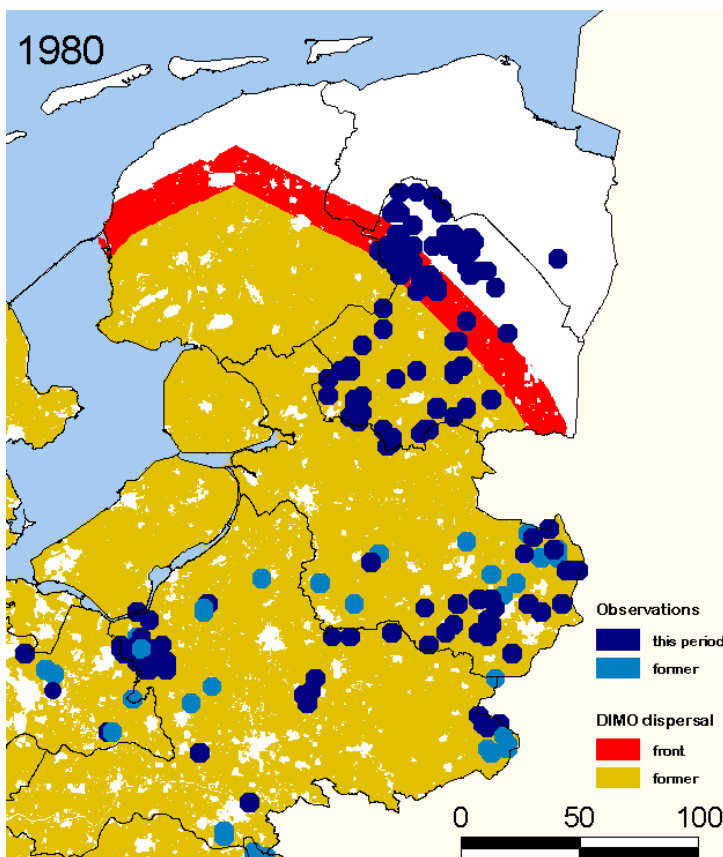 1980
Observations
this period
former
DIMO dispersal
front
former
0 50 100